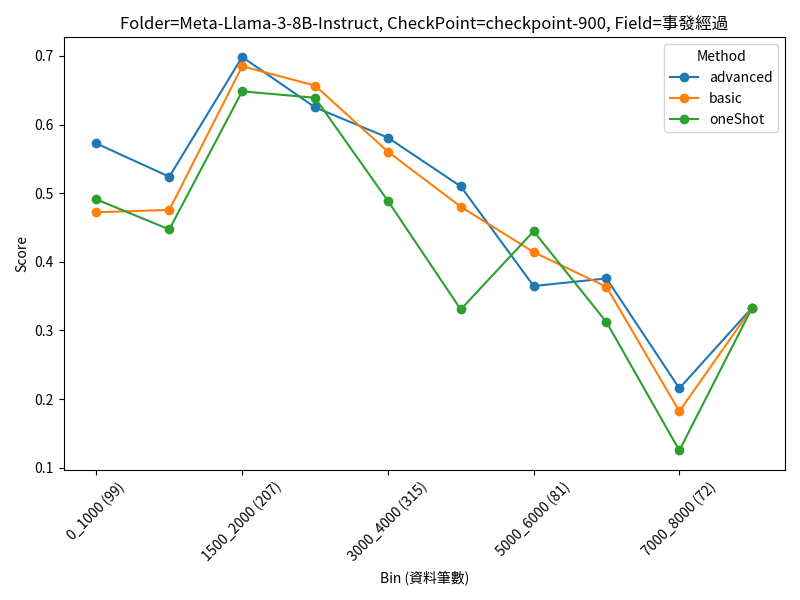 Folder=Meta-Llama-3-8B-Instruct, CheckPoint=checkpoint-900, Field=事發經過
Method
advanced
basic
oneShot
Score
0.7
0.6
0.5
0.4
0.3
0.2
0.1
0_1000 (99)
1500_2000 (207)
3000_4000 (315)
5000_6000 (81)
7000_8000 (72)
Bin (資料筆數)